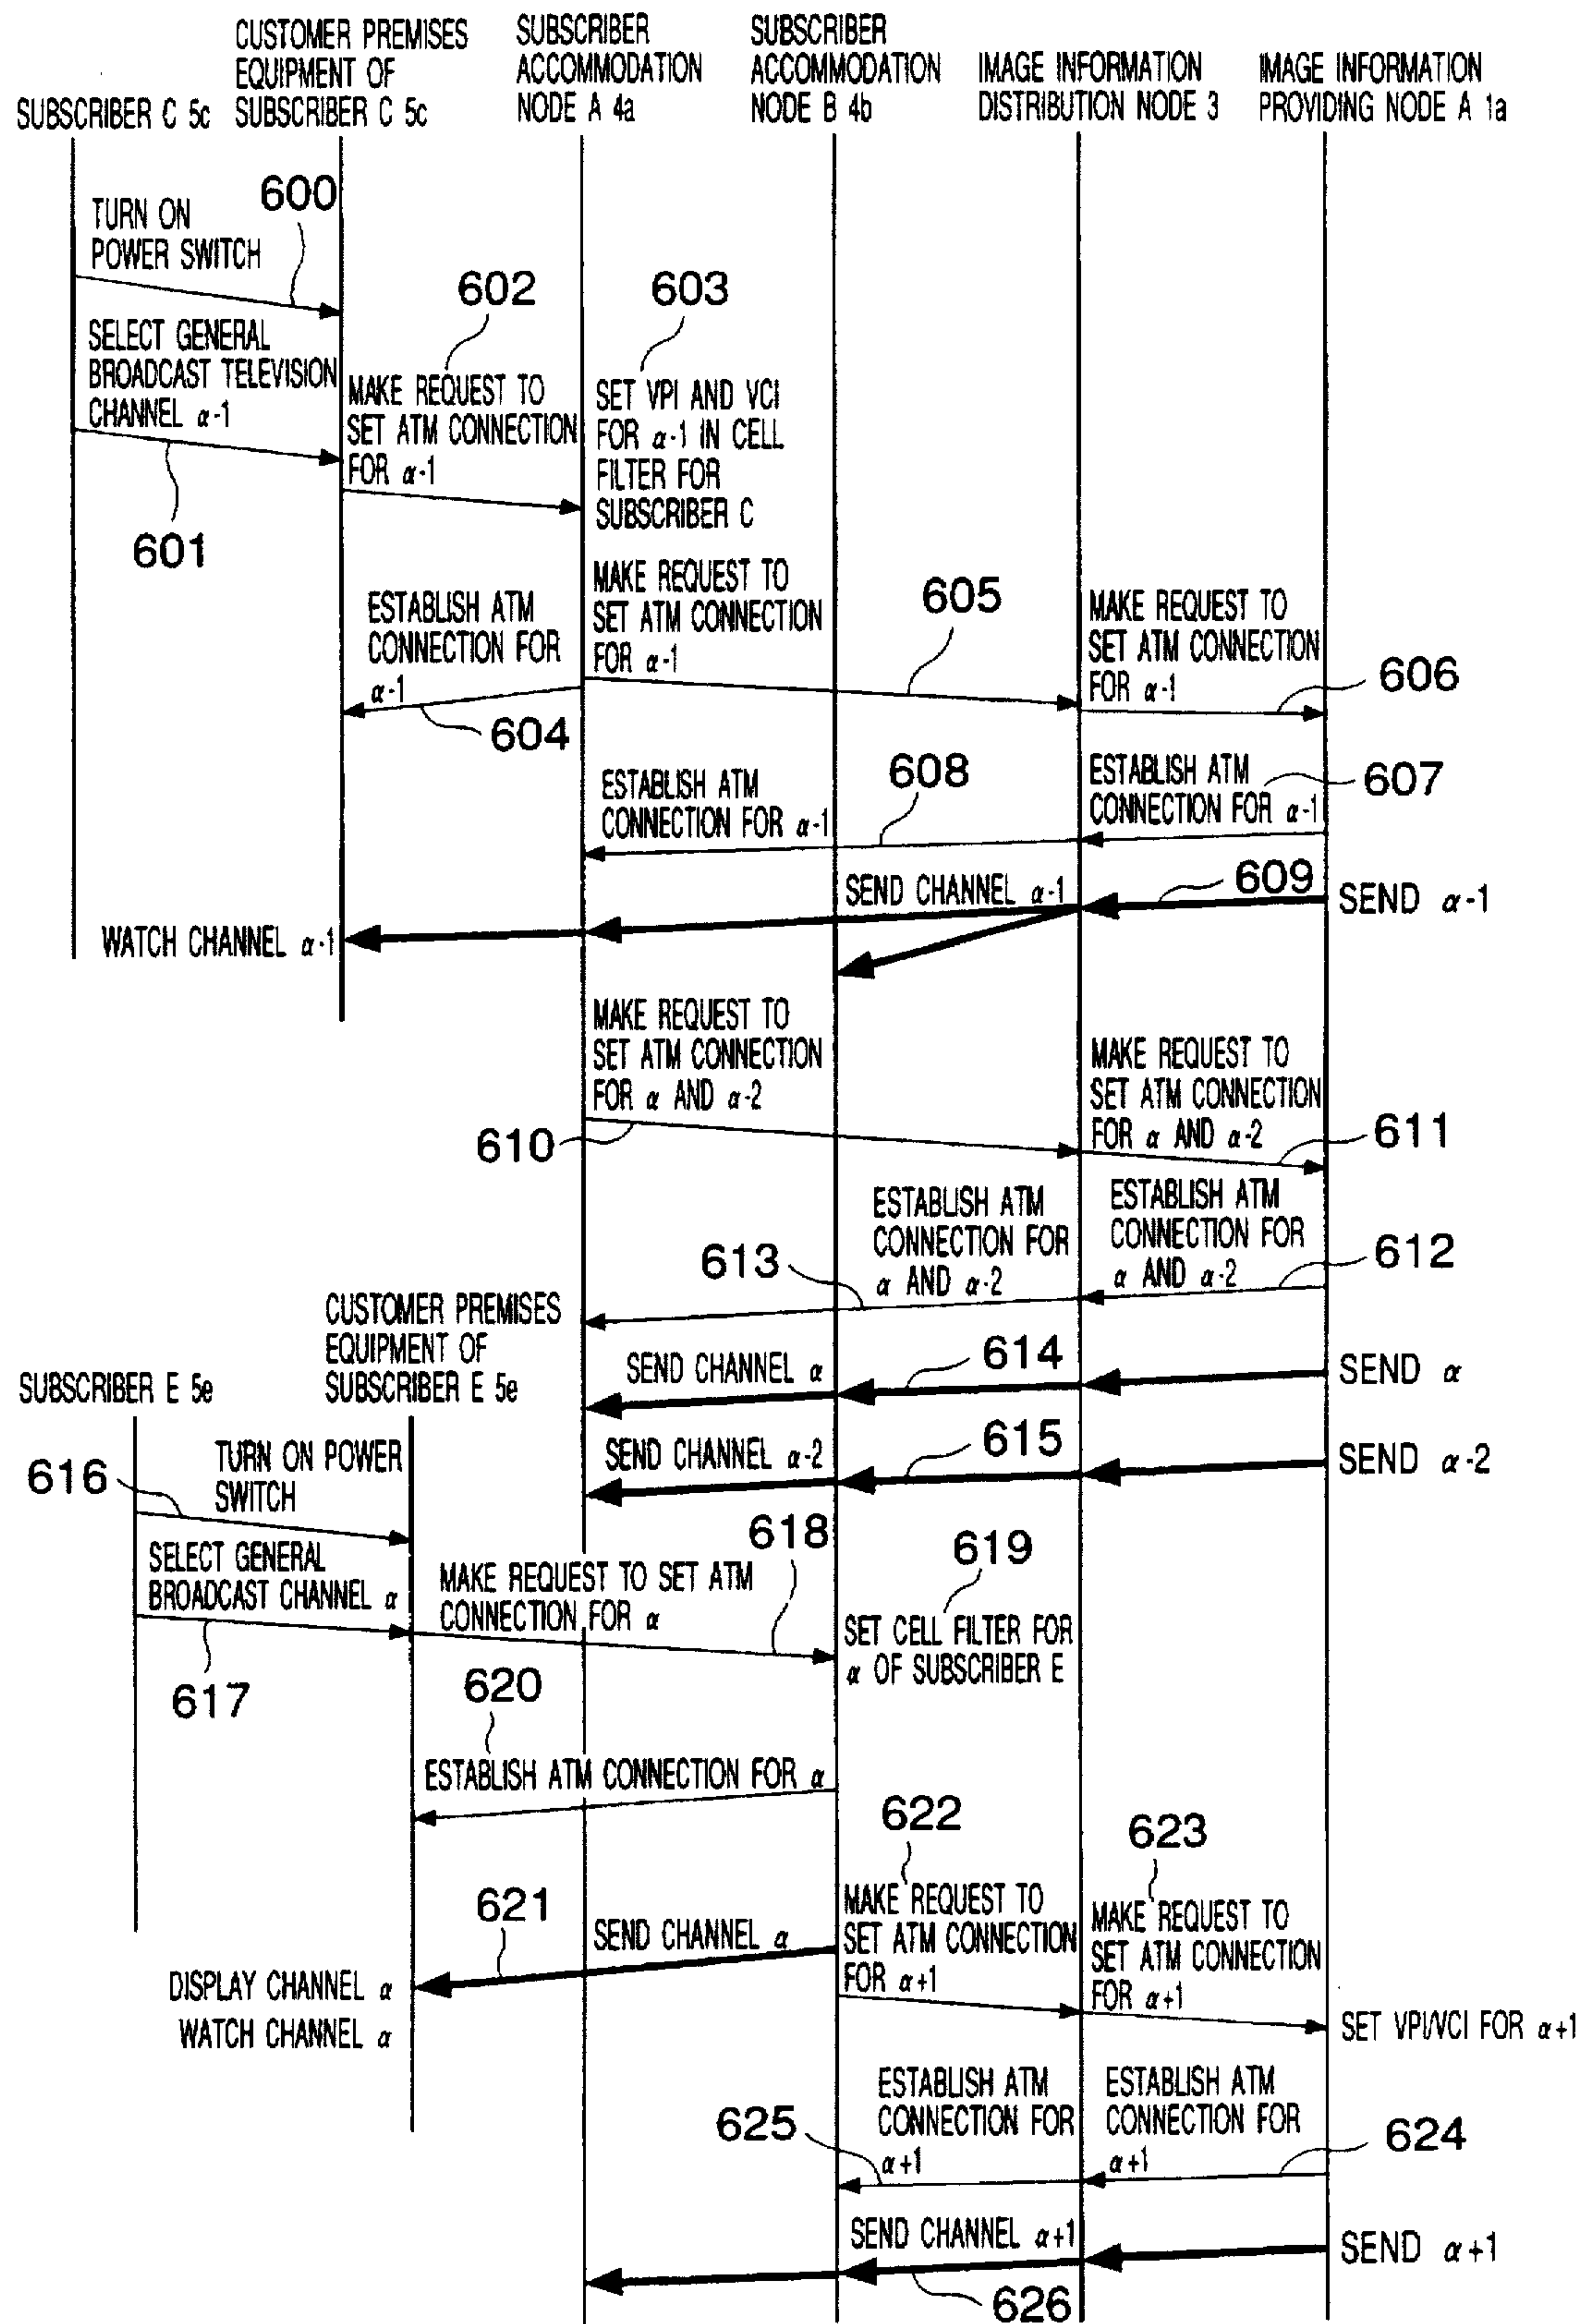 SUBSCRIBER C 5c
CUSTOMER PREMISES
EQUIPMENT OF
SUBSCRIBER C 5c
SUBSCRIBER
ACCOMMODATION
NODE A 4a
SUBSCRIBER
ACCOMMODATION
NODE B 4b
IMAGE INFORMATION
DISTRIBUTION NODE 3
IMAGE INFORMATION
PROVIDING NODE A 1a
TURN ON
POWER SWITCH
600
SELECT GENERAL
BROADCAST TELEVISION
CHANNEL α-1
601
602
MAKE REQUEST TO
SET ATM CONNECTION
FOR α-1
603
SET VPI AND VCI
FOR α-1 IN CELL
FILTER FOR
SUBSCRIBER C
ESTABLISH ATM
CONNECTION FOR
α-1
604
MAKE REQUEST TO
SET ATM CONNECTION
FOR α-1
605
MAKE REQUEST TO
SET ATM CONNECTION
FOR α-1
606
ESTABLISH ATM
CONNECTION FOR α-1
608
ESTABLISH ATM
CONNECTION FOR α-1
607
SEND CHANNEL α-1
609
SEND α-1
WATCH CHANNEL α-1
MAKE REQUEST TO
SET ATM CONNECTION
FOR α AND α-2
610
MAKE REQUEST TO
SET ATM CONNECTION
FOR α AND α-2
611
613
ESTABLISH ATM
CONNECTION FOR
α AND α-2
ESTABLISH ATM
CONNECTION FOR
α AND α-2
612
SUBSCRIBER E 5e
CUSTOMER PREMISES
EQUIPMENT OF
SUBSCRIBER E 5e
SEND CHANNEL α
614
SEND α
SEND CHANNEL α-2
615
SEND α-2
616
TURN ON POWER
SWITCH
SELECT GENERAL
BROADCAST CHANNEL α
617
MAKE REQUEST TO SET ATM
CONNECTION FOR α
618
619
SET CELL FILTER FOR
α OF SUBSCRIBER E
620
ESTABLISH ATM CONNECTION FOR α
621
SEND CHANNEL α
622
MAKE REQUEST TO
SET ATM CONNECTION
FOR α+1
623
MAKE REQUEST TO
SET ATM CONNECTION
FOR α+1
DISPLAY CHANNEL α
WATCH CHANNEL α
SET VPI/VCI FOR α+1
625
ESTABLISH ATM
CONNECTION FOR
α+1
ESTABLISH ATM
CONNECTION FOR
α+1
624
SEND CHANNEL α+1
626
SEND α+1